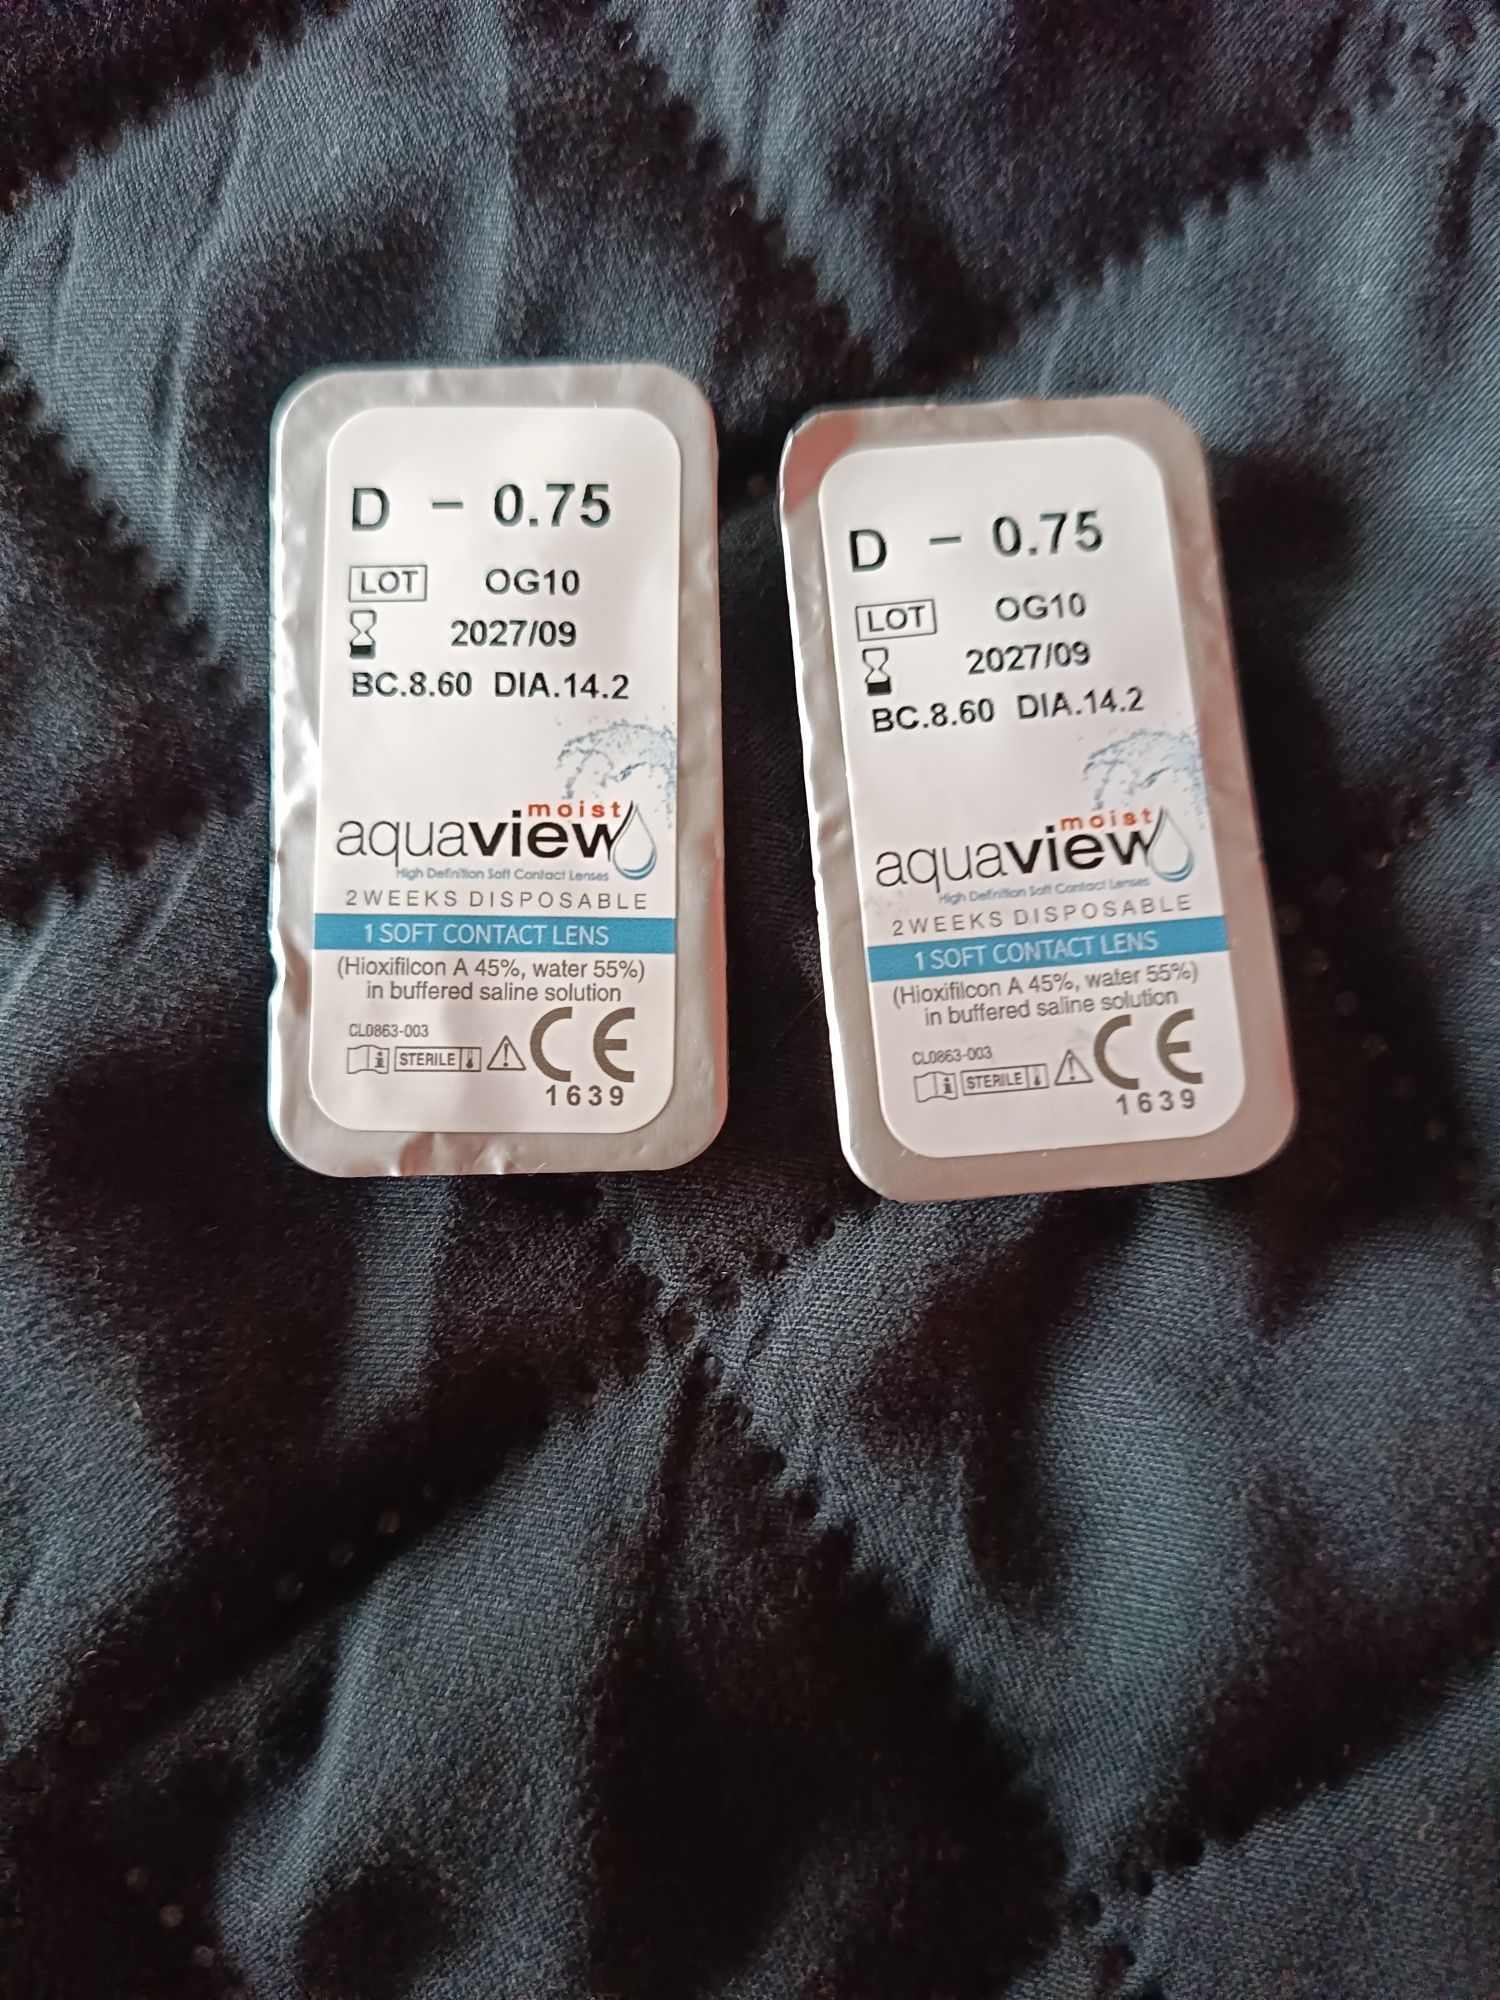 D - 0.75
LOT OG10
2027/09
BC.8.60 DIA.14.2
moist
aquaview
High Definition Soft Contact Lenses
2 WEEKS DISPOSABLE
1 SOFT CONTACT LENS
(Hioxifilcon A 45%, water 55%)
in buffered saline solution
CL0863-003
STERILE
CE
1639
D - 0.75
LOT OG10
2027/09
BC.8.60 DIA.14.2
moist
aquaview
High Definition Soft Contact Lenses
2 WEEKS DISPOSABLE
1 SOFT CONTACT LENS
(Hioxifilcon A 45%, water 55%)
in buffered saline solution
CL0863-003
STERILE
CE
1639